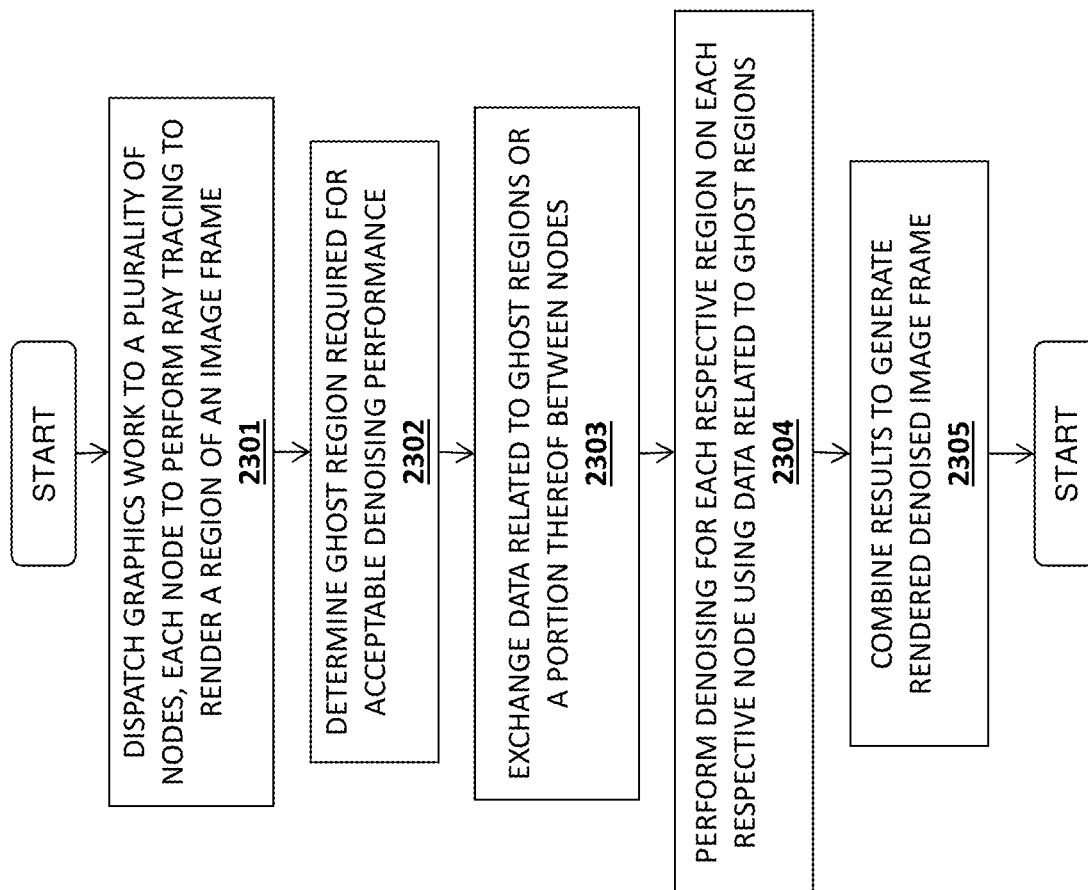 START
DISPATCH GRAPHICS WORK TO A PLURALITY OF
NODES, EACH NODE TO PERFORM RAY TRACING TO
RENDER A REGION OF AN IMAGE FRAME
2301
DETERMINE GHOST REGION REQUIRED FOR
ACCEPTABLE DENOISING PERFORMANCE
2302
EXCHANGE DATA RELATED TO GHOST REGIONS OR
A PORTION THEREOF BETWEEN NODES
2303
PERFORM DENOISING FOR EACH RESPECTIVE REGION ON EACH
RESPECTIVE NODE USING DATA RELATED TO GHOST REGIONS
2304
COMBINE RESULTS TO GENERATE
RENDERED DENOISED IMAGE FRAME
2305
START